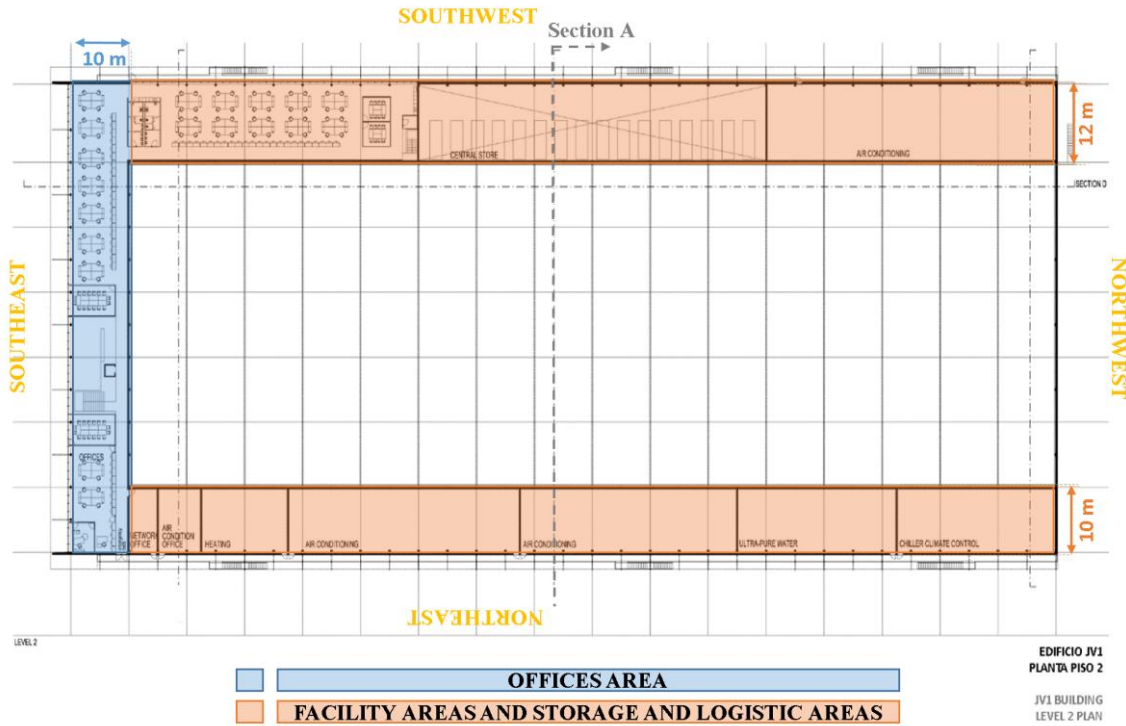 SOUTHWEST
Section A
10 m
12 m
CENTRAL STORE
AIR CONDITIONING
SECTION D
SOUTHEAST
NORTHWEST
OFFICES
NETWORK
OFFICE
AIR
CONDITION
OFFICE
HEATING
AIR CONDITIONING
AIR CONDITIONING
ULTRA-PURE WATER
CHILLER CLIMATE CONTROL
10 m
NORTHEAST
LEVEL 2
EDIFICIO JV1
PLANTA PISO 2
JV1 BUILDING
LEVEL 2 PLAN
OFFICES AREA
FACILITY AREAS AND STORAGE AND LOGISTIC AREAS